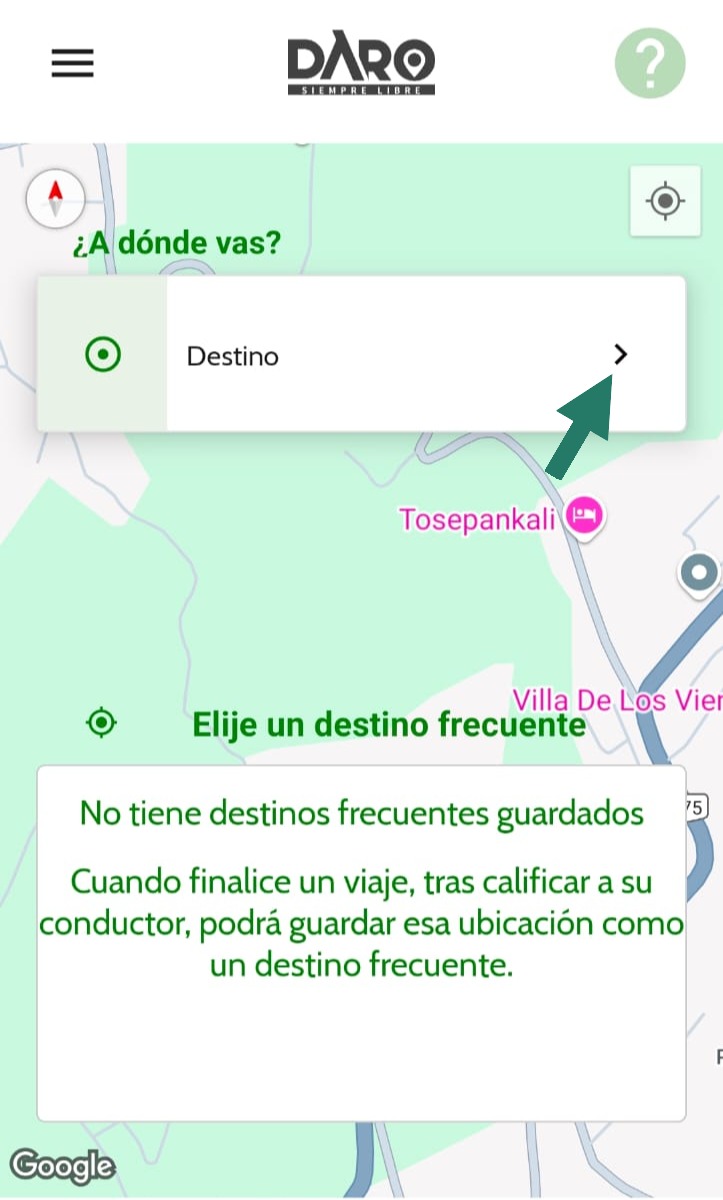 DARO
SIEMPRE LIBRE
?
¿A dónde vas?
Destino
Tosepankali
Villa De Los Vier
Elije un destino frecuente
No tiene destinos frecuentes guardados
75
Cuando finalice un viaje, tras calificar a su
conductor, podrá guardar esa ubicación como
un destino frecuente.
Google